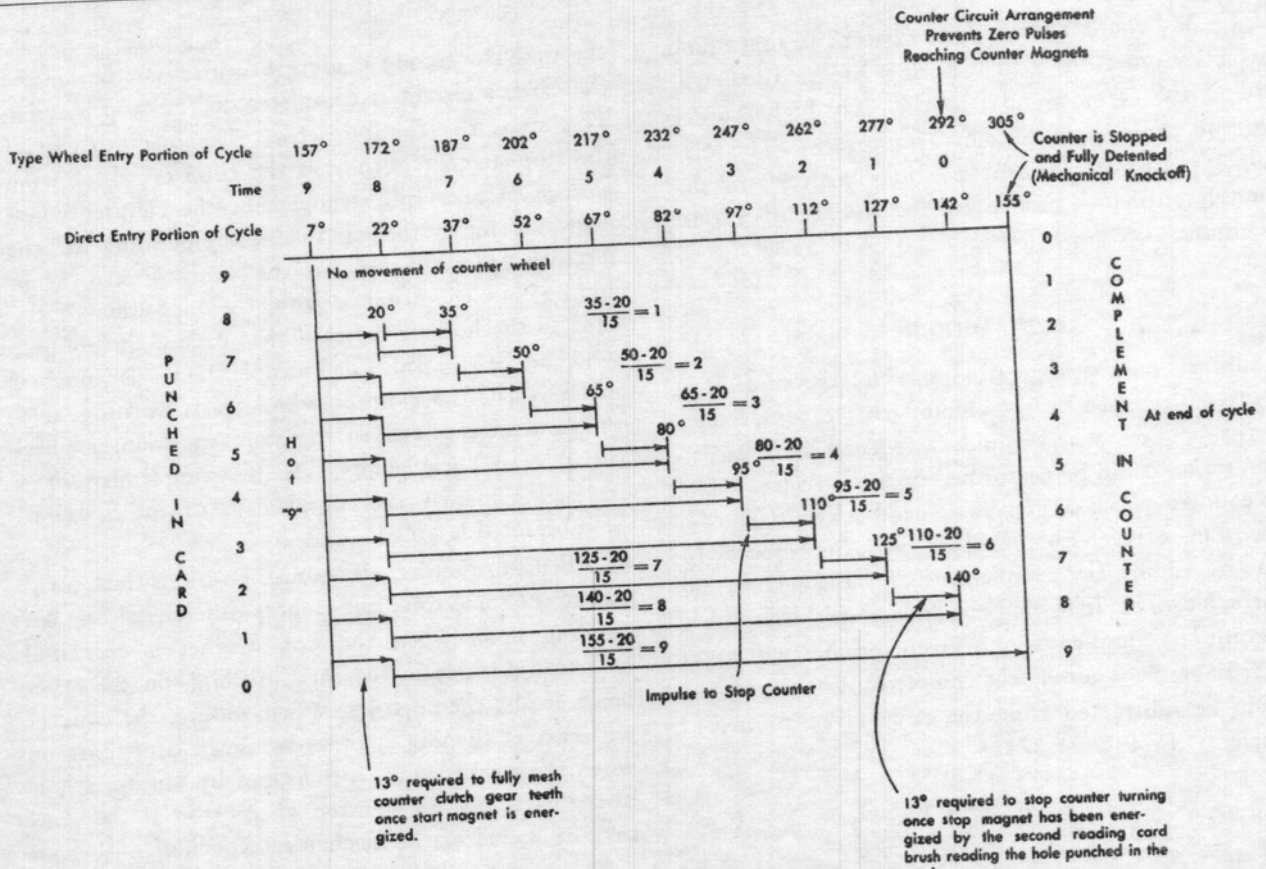 Counter Circuit Arrangement
Prevents Zero Pulses
Reaching Counter Magnets
Type Wheel Entry Portion of Cycle 157° 172° 187° 202° 217° 232° 247° 262° 277° 292° 305°
Counter is Stopped
and Fully Detented
(Mechanical Knockoff)
Time 9 8 7 6 5 4 3 2 1 0
Direct Entry Portion of Cycle 7° 22° 37° 52° 67° 82° 97° 112° 127° 142° 155°
9 No movement of counter wheel 0
8 20° 35° 35 - 20 / 15 = 1 1
7 50° 50 - 20 / 15 = 2 2
6 65° 65 - 20 / 15 = 3 3
5 80° 80 - 20 / 15 = 4 4 At end of cycle
4 95° 95 - 20 / 15 = 5 5
3 110° 110 - 20 / 15 = 6 6
2 125° 125 - 20 / 15 = 7 7
1 140° 140 - 20 / 15 = 8 8
0 155 - 20 / 15 = 9 9
PUNCHED IN CARD
Hot "9"
COMPLEMENT IN COUNTER
Impulse to Stop Counter
13° required to fully mesh
counter clutch gear teeth
once start magnet is ener-
gized.
13° required to stop counter turning
once stop magnet has been ener-
gized by the second reading card
brush reading the hole punched in the